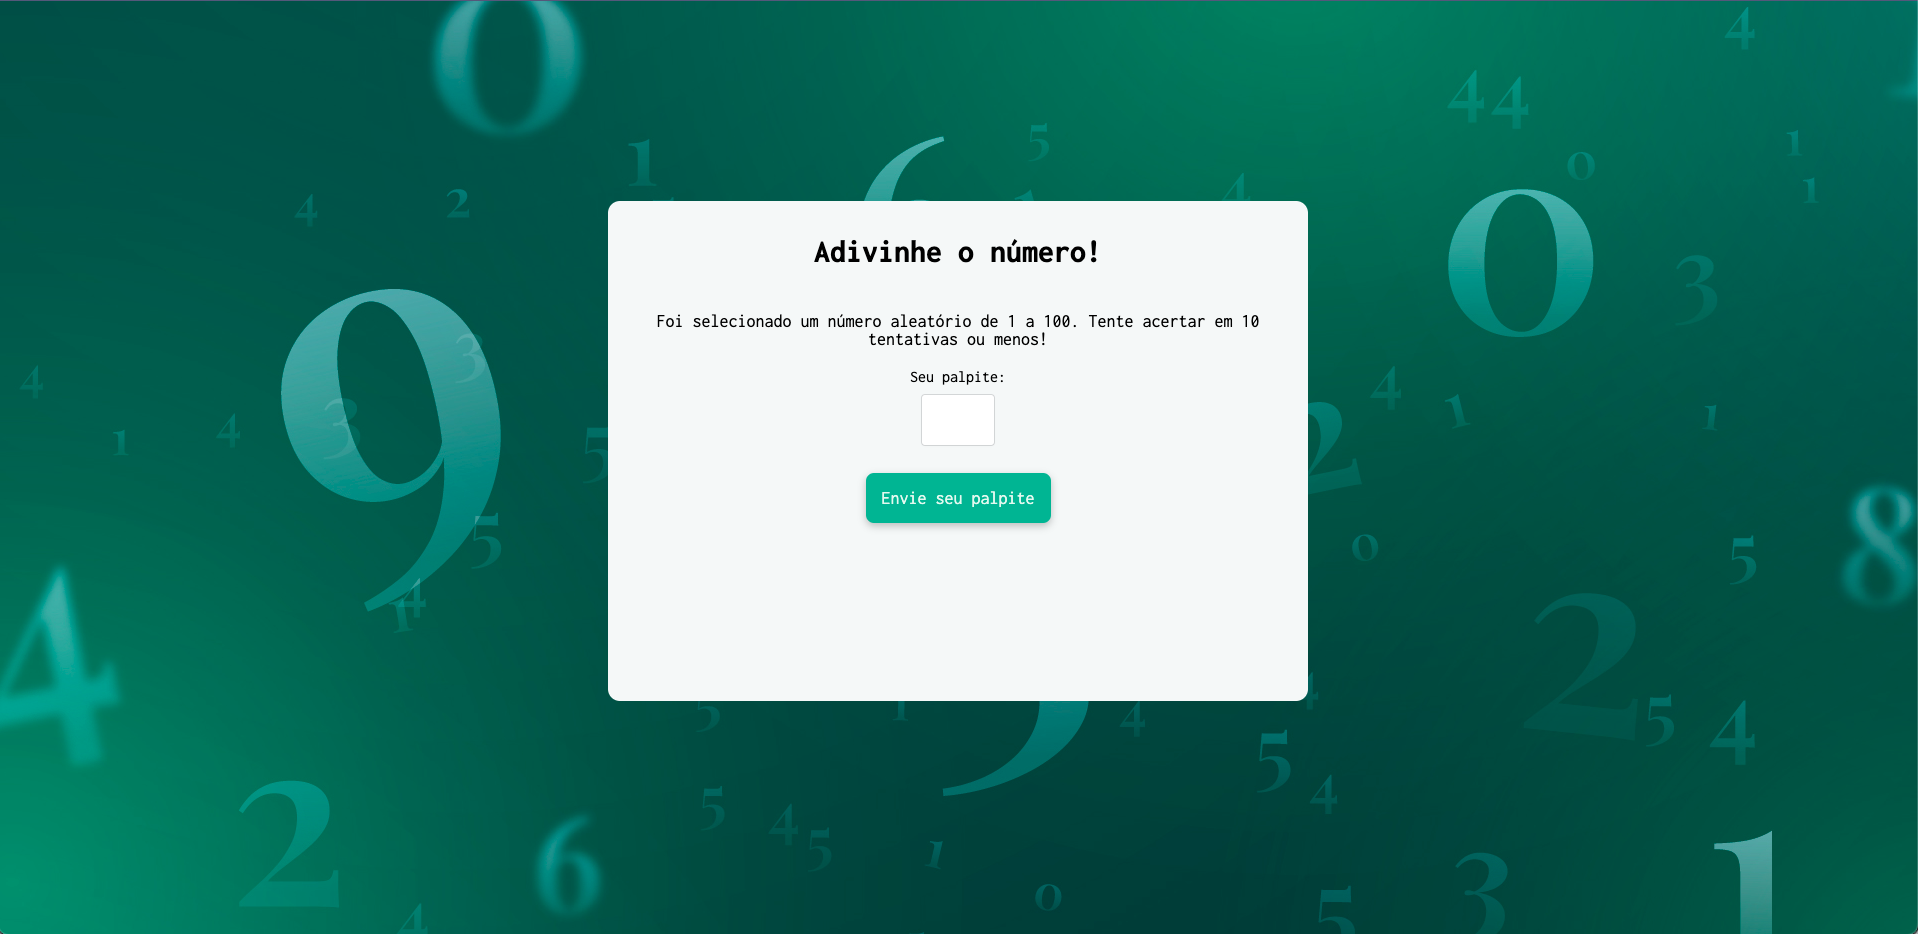 Adivinhe o número!
Foi selecionado um número aleatório de 1 a 100. Tente acertar em 10
tentativas ou menos!
Seu palpite:
Envie seu palpite